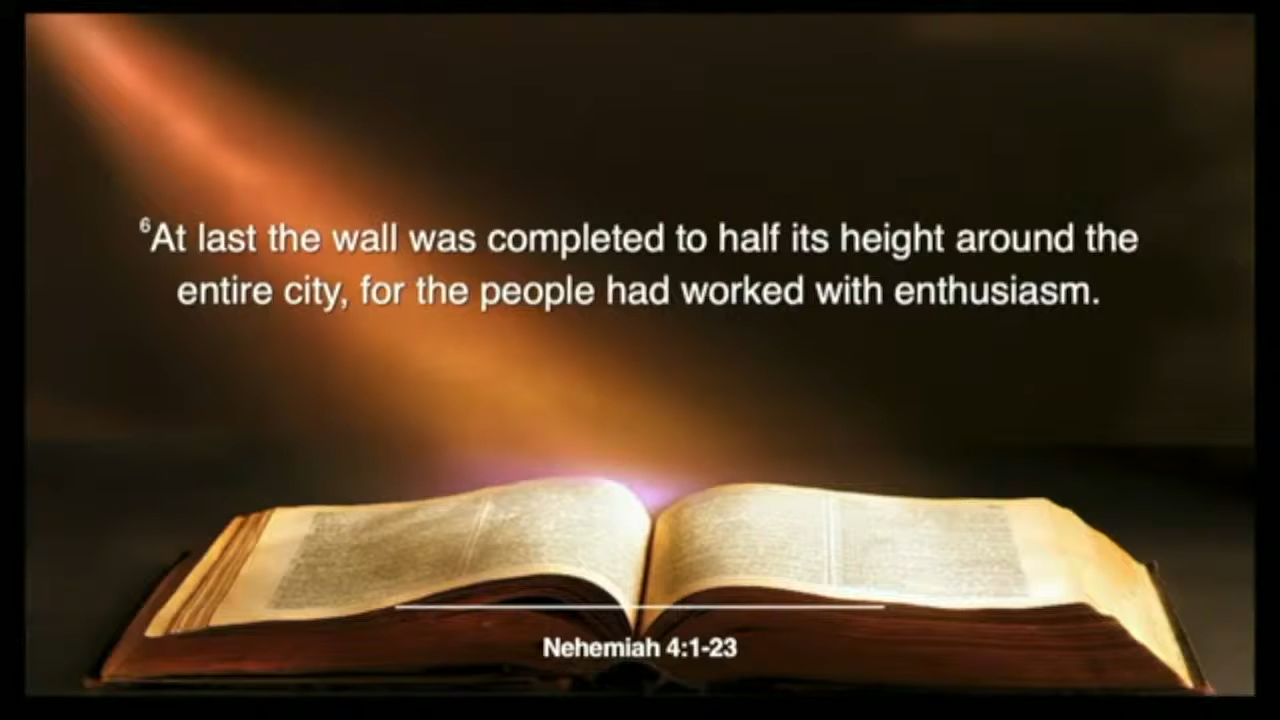 ⁶At last the wall was completed to half its height around the
entire city, for the people had worked with enthusiasm.
Nehemiah 4:1-23